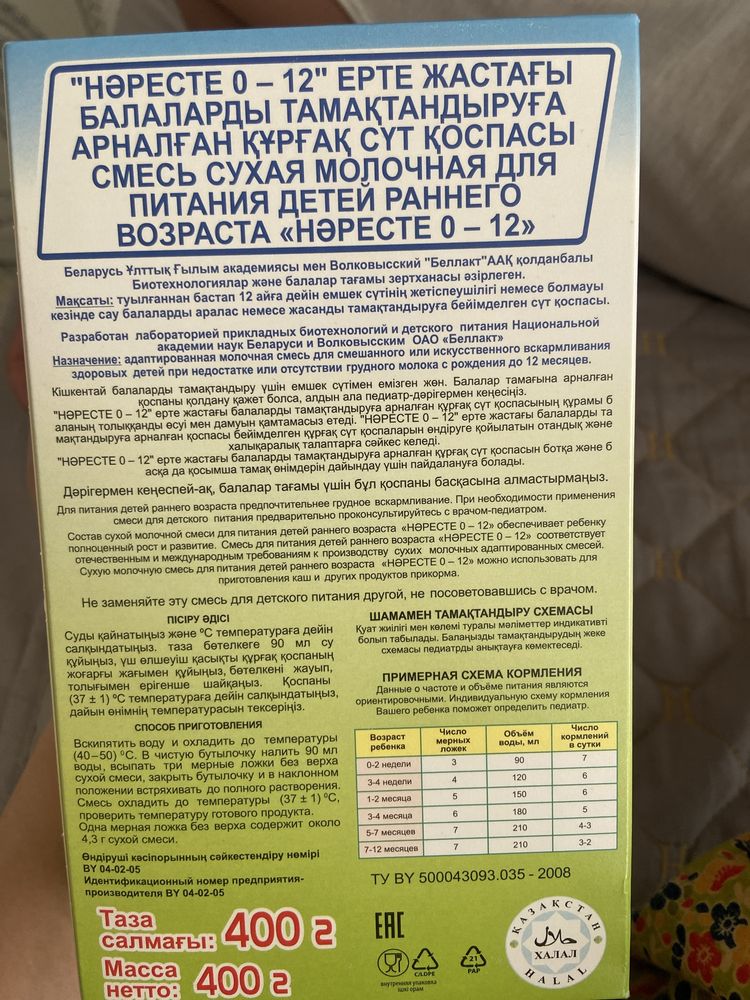 "НӘРЕСТЕ 0 – 12" ЕРТЕ ЖАСТАҒЫ
БАЛАЛАРДЫ ТАМАҚТАНДЫРУҒА
АРНАЛҒАН ҚҰРҒАҚ СҮТ ҚОСПАСЫ
СМЕСЬ СУХАЯ МОЛОЧНАЯ ДЛЯ
ПИТАНИЯ ДЕТЕЙ РАННЕГО
ВОЗРАСТА «НӘРЕСТЕ 0 – 12»
Беларусь Ұлттық Ғылым академиясы мен Волковысский "Беллакт"ААҚ қолданбалы
Биотехнологиялар және балалар тағамы зертханасы әзірлеген.
Мақсаты: туылғаннан бастап 12 айға дейін емшек сүтінің жетіспеушілігі немесе болмауы
кезінде сау балаларды аралас немесе жасанды тамақтандыруға бейімделген сүт қоспасы.
Разработан лабораторией прикладных биотехнологий и детского питания Национальной
академии наук Беларуси и Волковысским ОАО «Беллакт»
Назначение: адаптированная молочная смесь для смешанного или искусственного вскармливания
здоровых детей при недостатке или отсутствии грудного молока с рождения до 12 месяцев.
Кішкентай балаларды тамақтандыру үшін емшек сүтімен емізген жөн. Балалар тамағына арналған
қоспаны қолдану қажет болса, алдын ала педиатр-дәрігермен кеңесіңіз.
"НӘРЕСТЕ 0 – 12" ерте жастағы балаларды тамақтандыруға арналған құрғақ сүт қоспасының құрамы б
аланың толыққанды өсуі мен дамуын қамтамасыз етеді. "НӘРЕСТЕ 0 – 12" ерте жастағы балаларды та
мақтандыруға арналған қоспасы бейімделген құрғақ сүт қоспаларын өндіруге қойылатын отандық және
халықаралық талаптарға сәйкес келеді.
"НӘРЕСТЕ 0 – 12" ерте жастағы балаларды тамақтандыруға арналған құрғақ сүт қоспасын ботқа және б
асқа да қосымша тамақ өнімдерін дайындау үшін пайдалануға болады.
Дәрігермен кеңеспей-ақ, балалар тағамы үшін бұл қоспаны басқасына алмастырмаңыз.
Для питания детей раннего возраста предпочтительнее грудное вскармливание. При необходимости применения
смеси для детского питания предварительно проконсультируйтесь с врачом-педиатром.
Состав сухой молочной смеси для питания детей раннего возраста «НӘРЕСТЕ 0 – 12» обеспечивает ребенку
полноценный рост и развитие. Смесь для питания детей раннего возраста «НӘРЕСТЕ 0 – 12» соответствует
отечественным и международным требованиям к производству сухих молочных адаптированных смесей.
Сухую молочную смесь для питания детей раннего возраста «НӘРЕСТЕ 0 – 12» можно использовать для
приготовления каш и других продуктов прикорма.
Не заменяйте эту смесь для детского питания другой, не посоветовавшись с врачом.
ПІСІРУ ӘДІСІ
Суды қайнатыңыз және ºС температураға дейін
салқындатыңыз. таза бөтелкеге 90 мл су
құйыңыз, үш өлшеуіш қасықты құрғақ қоспаның
жоғарғы жағымен құйыңыз, бөтелкені жауып,
толығымен ерігенше шайқаңыз. Қоспаны
(37 ± 1) ºС температураға дейін салқындатыңыз,
дайын өнімнің температурасын тексеріңіз.
СПОСОБ ПРИГОТОВЛЕНИЯ
Вскипятить воду и охладить до температуры
(40–50) ºС. В чистую бутылочку налить 90 мл
воды, всыпать три мерные ложки без верха
сухой смеси, закрыть бутылочку и в наклонном
положении встряхивать до полного растворения.
Смесь охладить до температуры (37 ± 1) ºС,
проверить температуру готового продукта.
Одна мерная ложка без верха содержит около
4,3 г сухой смеси.
Өндіруші кәсіпорынның сәйкестендіру нөмірі
BY 04-02-05
Идентификационный номер предприятия-
производителя BY 04-02-05
Таза
салмағы: 400 г
Масса
нетто: 400 г
ШАМАМЕН ТАМАҚТАНДЫРУ СХЕМАСЫ
Қуат жиілігі мен көлемі туралы мәліметтер индикативті
болып табылады. Балаңызды тамақтандырудың жеке
схемасы педиатрды анықтауға көмектеседі.
ПРИМЕРНАЯ СХЕМА КОРМЛЕНИЯ
Данные о частоте и объёме питания являются
ориентировочными. Индивидуальную схему кормления
Вашего ребенка поможет определить педиатр.
Возраст ребенка Число мерных ложек Объём воды, мл Число кормлений в сутки
0-2 недели 3 90 7
3-4 недели 4 120 6
1-2 месяца 5 150 6
3-4 месяца 6 180 5
5-7 месяцев 7 210 4-3
7-12 месяцев 7 210 3-2
ТУ BY 500043093.035 - 2008
ЕАС
C/LDPE
21
PAP
внутренняя упаковка
ішкі орам
ҚАЗАҚСТАН
حلال
ХАЛАЛ
HALAL